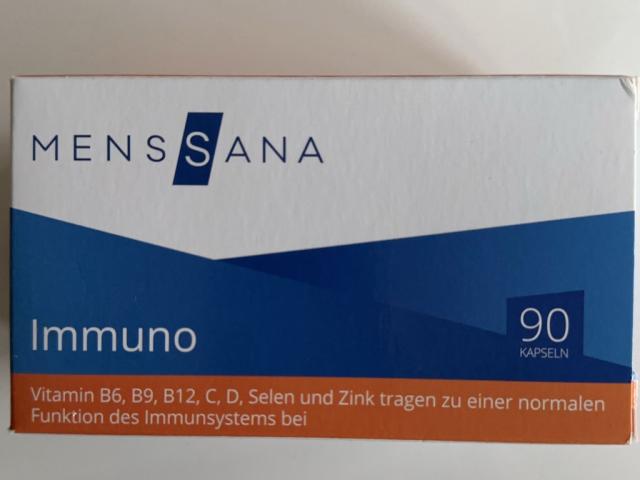 MENSSANA
Immuno
90
KAPSELN
Vitamin B6, B9, B12, C, D, Selen und Zink tragen zu einer normalen
Funktion des Immunsystems bei